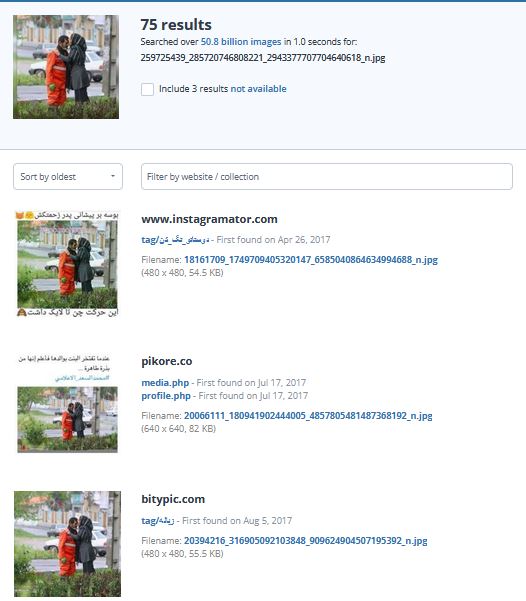 75 results
Searched over 50.8 billion images in 1.0 seconds for:
259725439_285720746808221_2943377707704640618_n.jpg
Include 3 results not available
Sort by oldest
Filter by website / collection
بوسه بر پیشانی پدر زحمتکش
این حرکت چن تا لایک داشت
www.instagramator.com
tag/دوستاتو_تگ_کن - First found on Apr 26, 2017
Filename: 18161709_1749709405320147_6585040864634994688_n.jpg
(480 x 480, 54.5 KB)
عندما تفتخر البنت بوالدها فاعلم إنها من
بذرة طاهرة ...
#محمدالسعد_الاعلامي
pikore.co
media.php - First found on Jul 17, 2017
profile.php - First found on Jul 17, 2017
Filename: 20066111_180941902444005_4857805481487368192_n.jpg
(640 x 640, 82 KB)
bitypic.com
tag/زباله - First found on Aug 5, 2017
Filename: 20394216_316905092103848_909624904507195392_n.jpg
(480 x 480, 55.5 KB)